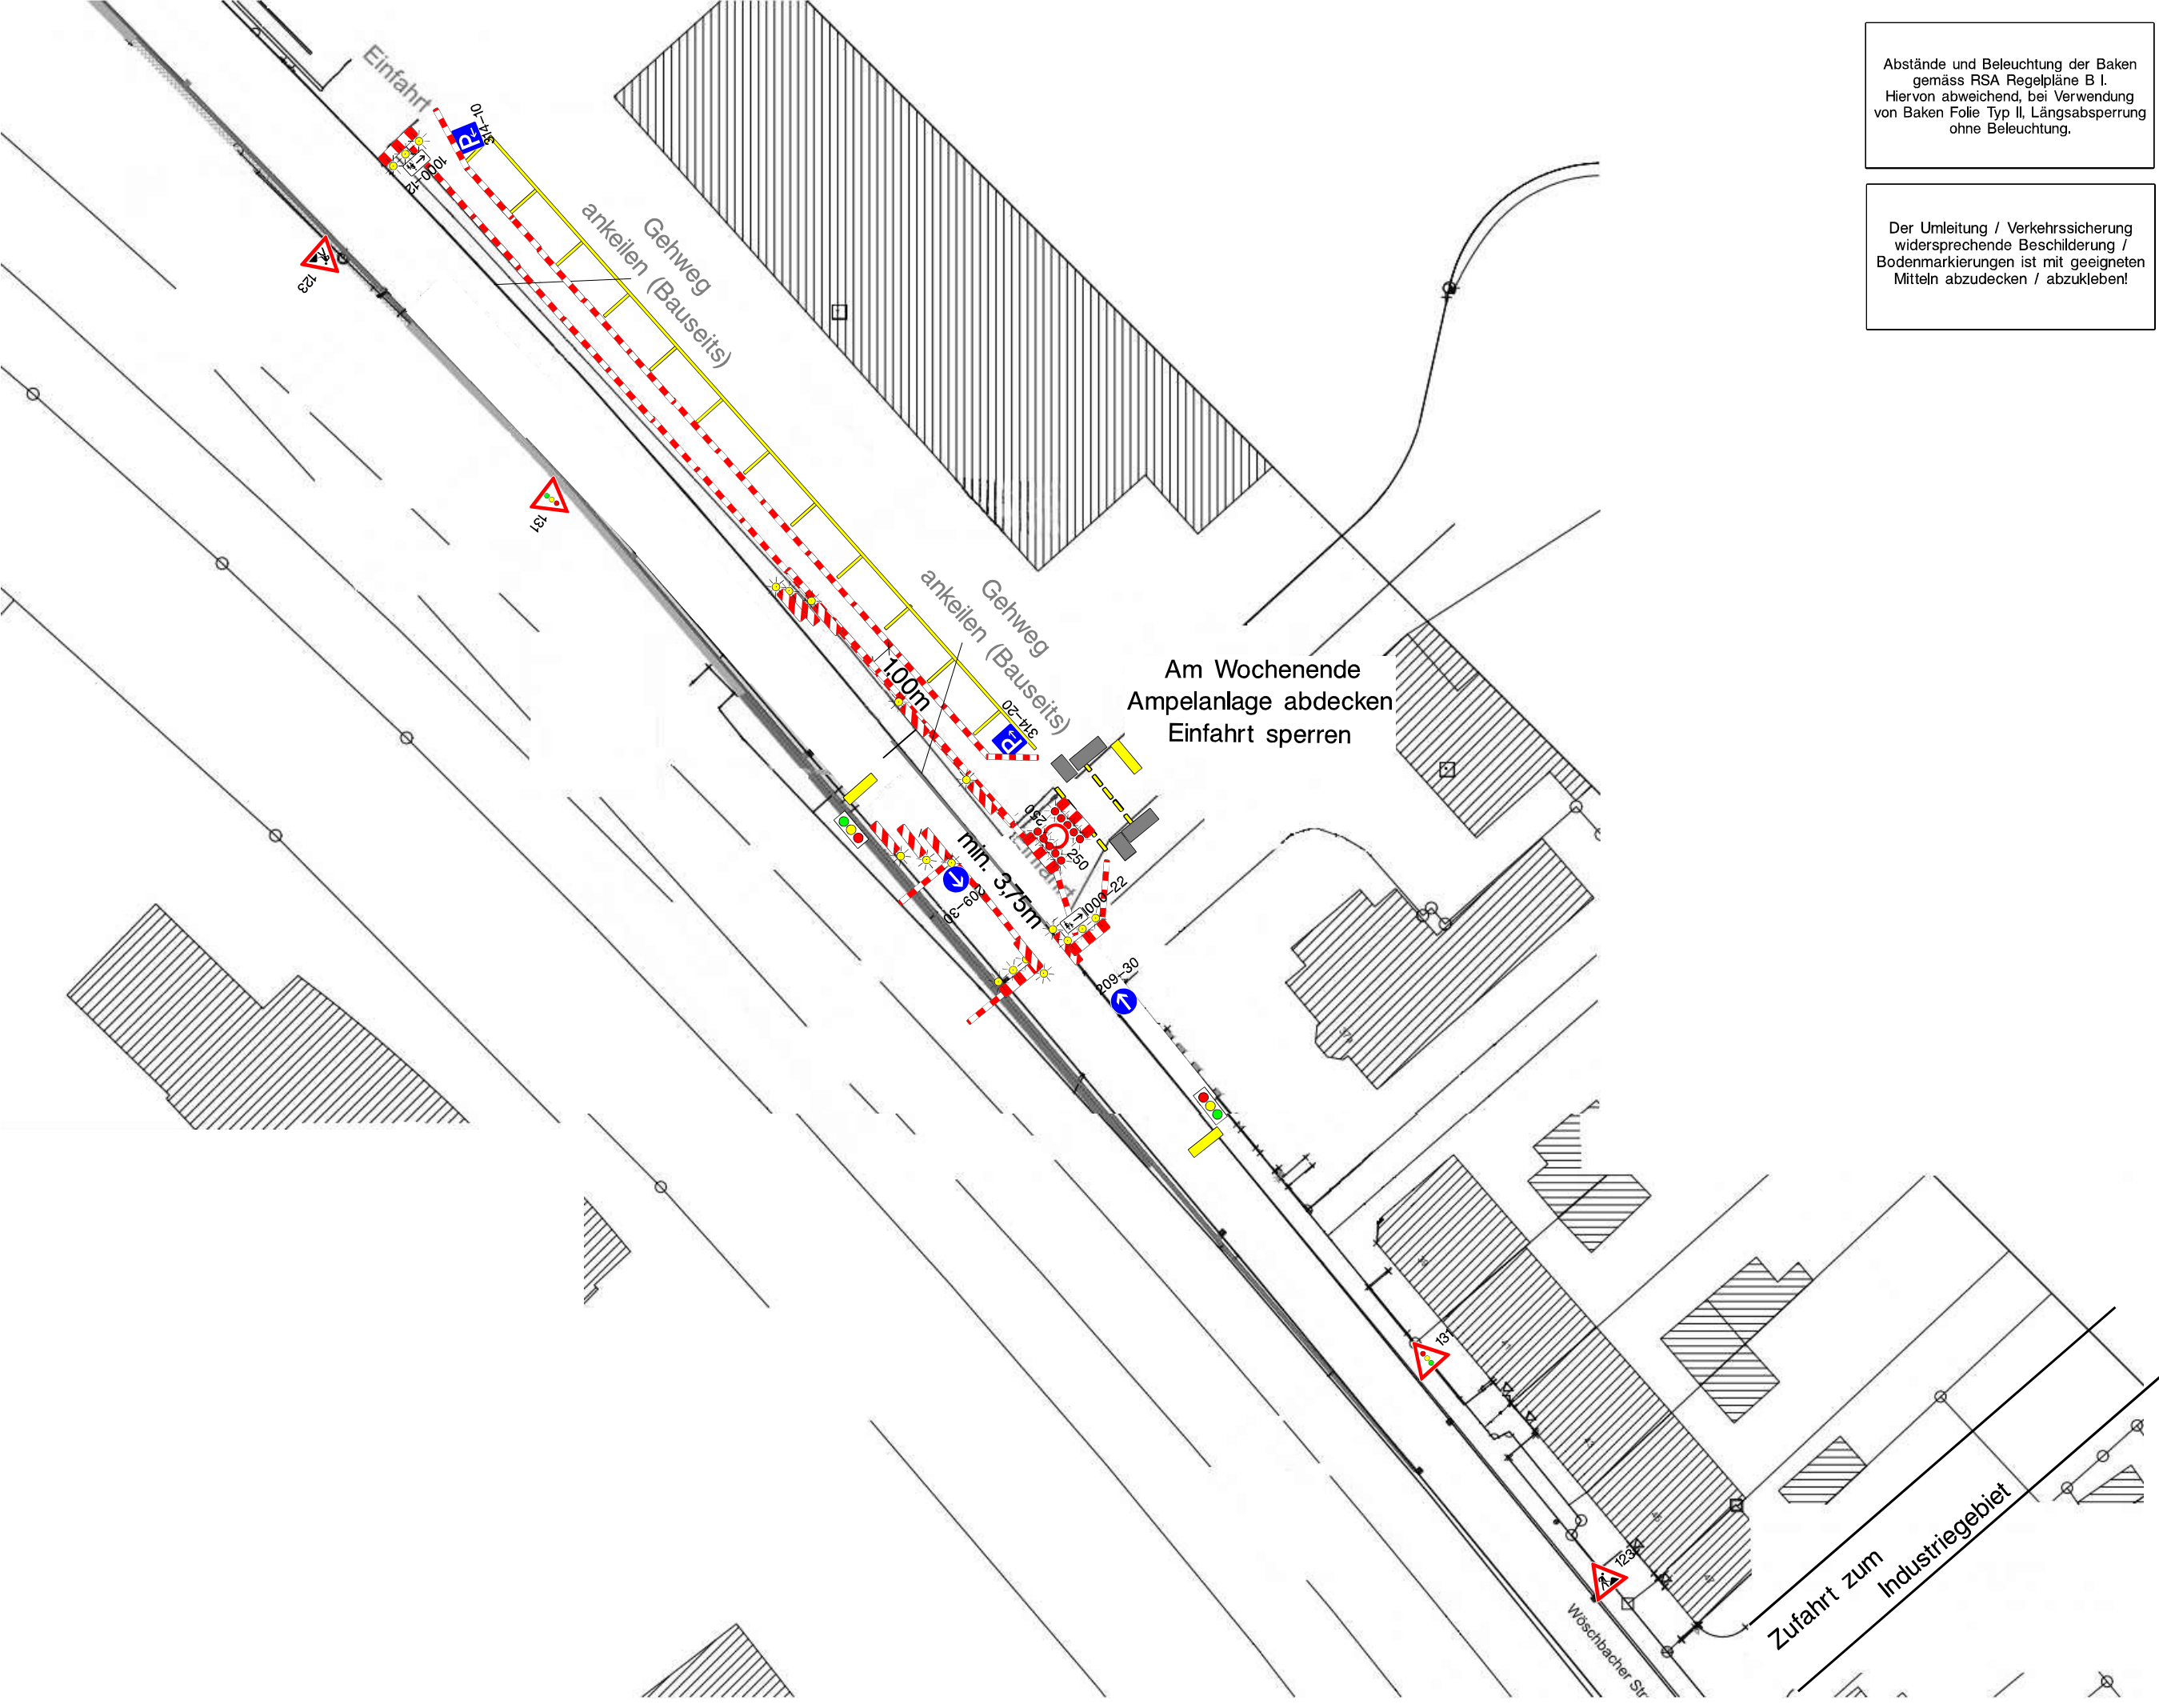 Abstände und Beleuchtung der Baken
gemäss RSA Regelpläne B I.
Hiervon abweichend, bei Verwendung
von Baken Folie Typ II, Längsabsperrung
ohne Beleuchtung.
Der Umleitung / Verkehrssicherung
widersprechende Beschilderung /
Bodenmarkierungen ist mit geeigneten
Mitteln abzudecken / abzukleben!
Einfahrt
P
314-10
1000-12
123
Gehweg
ankeilen (Bauseits)
131
Gehweg
ankeilen (Bauseits)
1,00m
314-20
P
Am Wochenende
Ampelanlage abdecken
Einfahrt sperren
250
250
Einfahrt
min. 3,75m
209-30
1000-22
209-30
131
123
Wöschbacher Str
Zufahrt zum
Industriegebiet